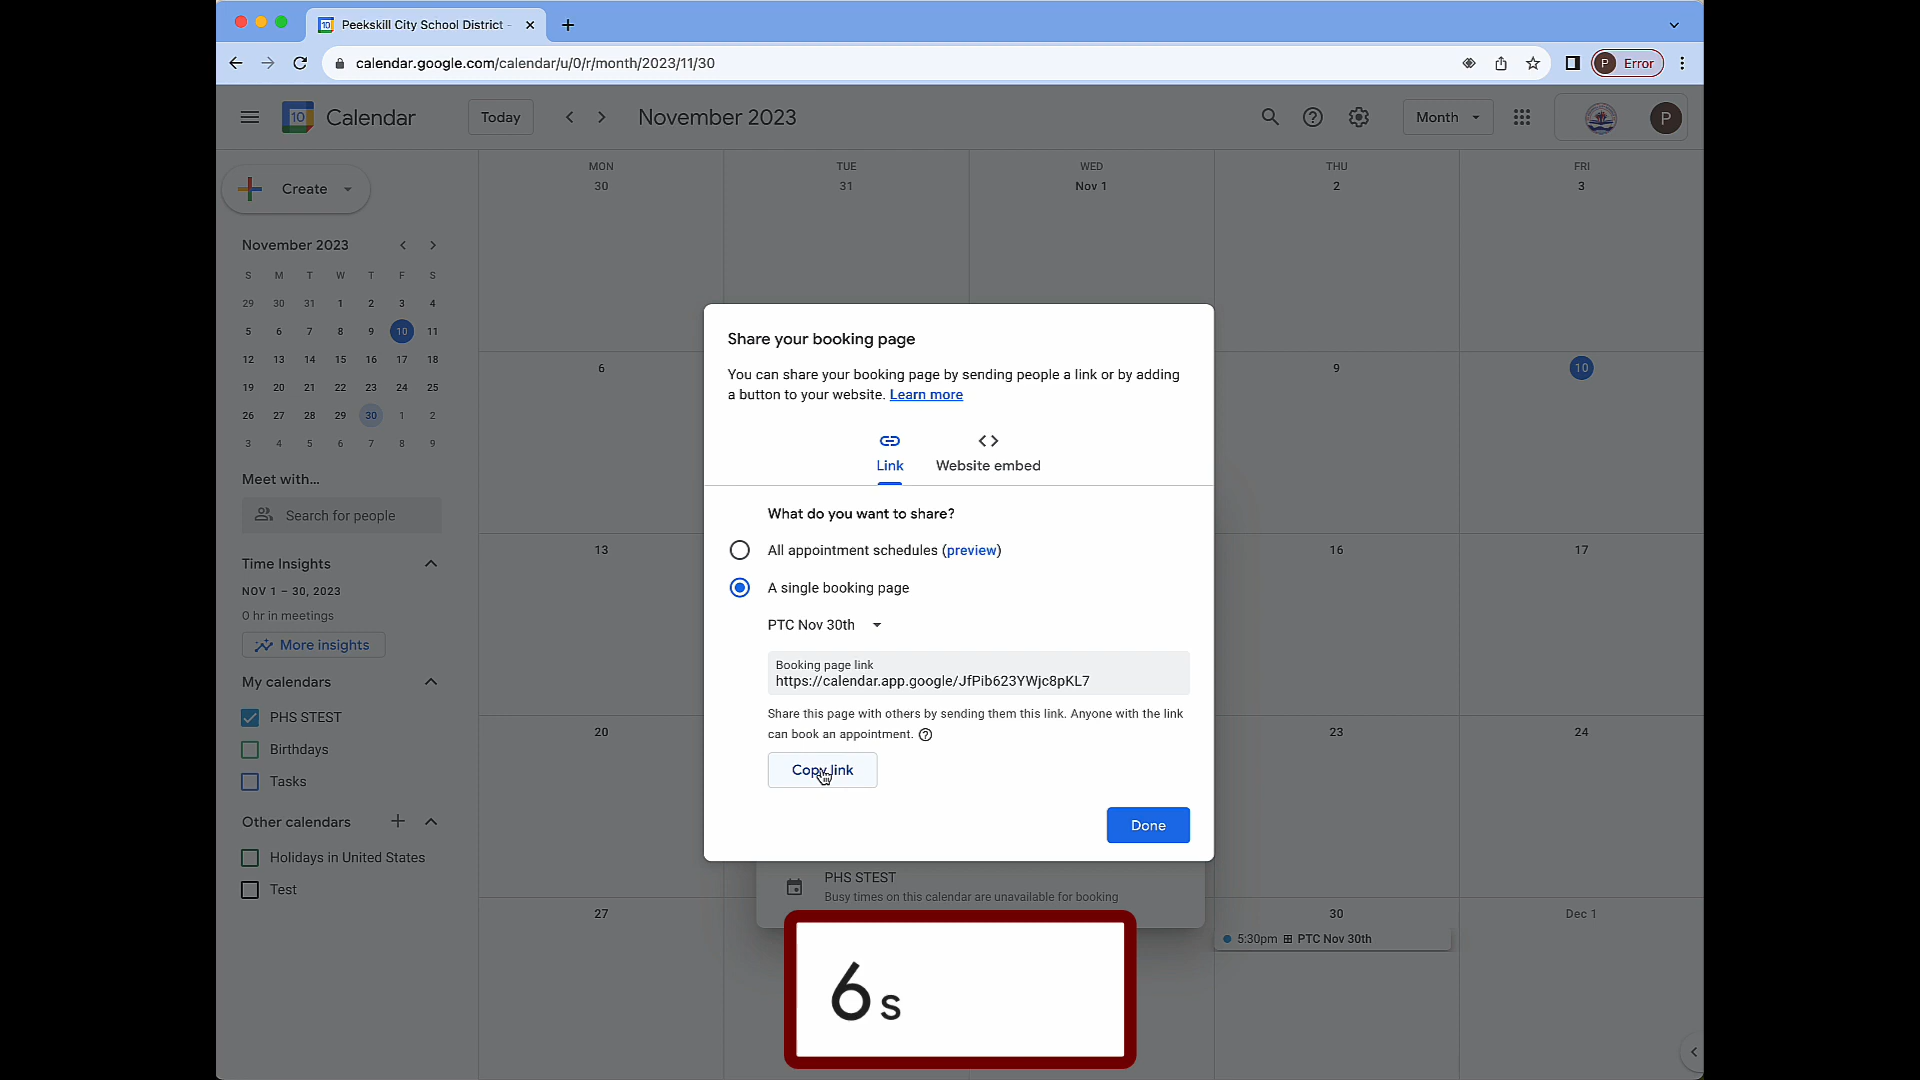 Peekskill City School District -
calendar.google.com/calendar/u/0/r/month/2023/11/30
P
Error
10
Calendar
Today
November 2023
Month
P
Create
November 2023
S M T W T F S
29 30 31 1 2 3 4
5 6 7 8 9 10 11
12 13 14 15 16 17 18
19 20 21 22 23 24 25
26 27 28 29 30 1 2
3 4 5 6 7 8 9
Meet with...
Search for people
Time Insights
NOV 1 – 30, 2023
0 hr in meetings
More insights
My calendars
PHS STEST
Birthdays
Tasks
Other calendars
Holidays in United States
Test
MON TUE WED THU FRI
30 31 Nov 1 2 3
6 9 10
13 16 17
20 23 24
27 30 Dec 1
5:30pm PTC Nov 30th
Share your booking page
You can share your booking page by sending people a link or by adding
a button to your website. Learn more
Link Website embed
What do you want to share?
All appointment schedules (preview)
A single booking page
PTC Nov 30th
Booking page link
https://calendar.app.google/JfPib623YWjc8pKL7
Share this page with others by sending them this link. Anyone with the link
can book an appointment.
Copy link
Done
PHS STEST
Busy times on this calendar are unavailable for booking
6 s